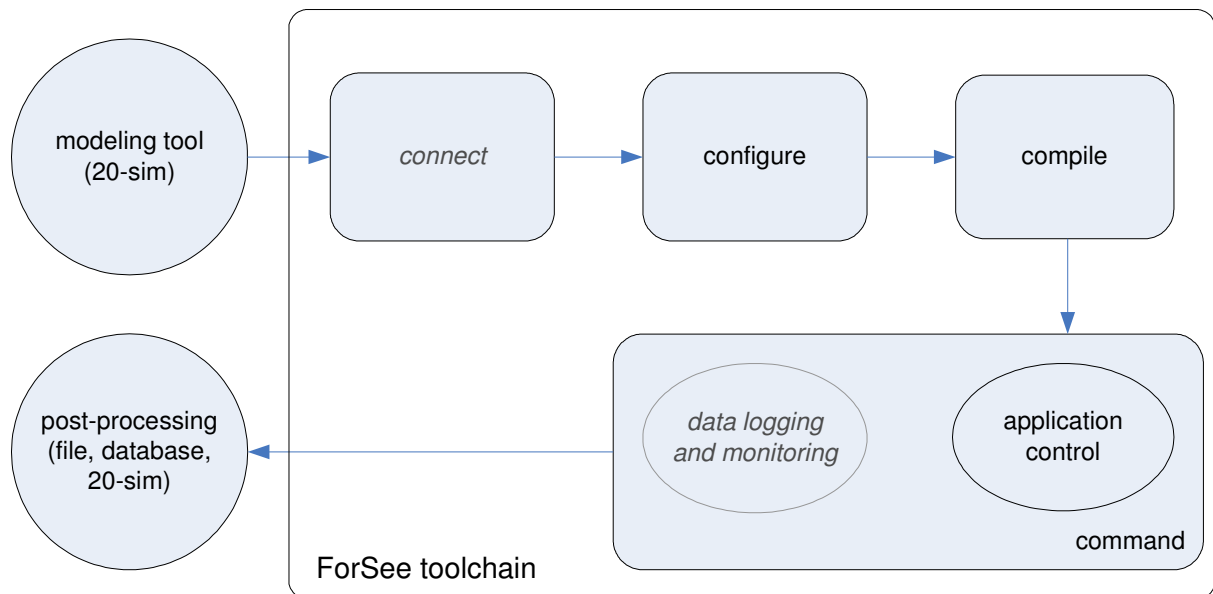 modeling tool
(20-sim)
connect
configure
compile
post-processing
(file, database,
20-sim)
data logging
and monitoring
application
control
command
ForSee toolchain